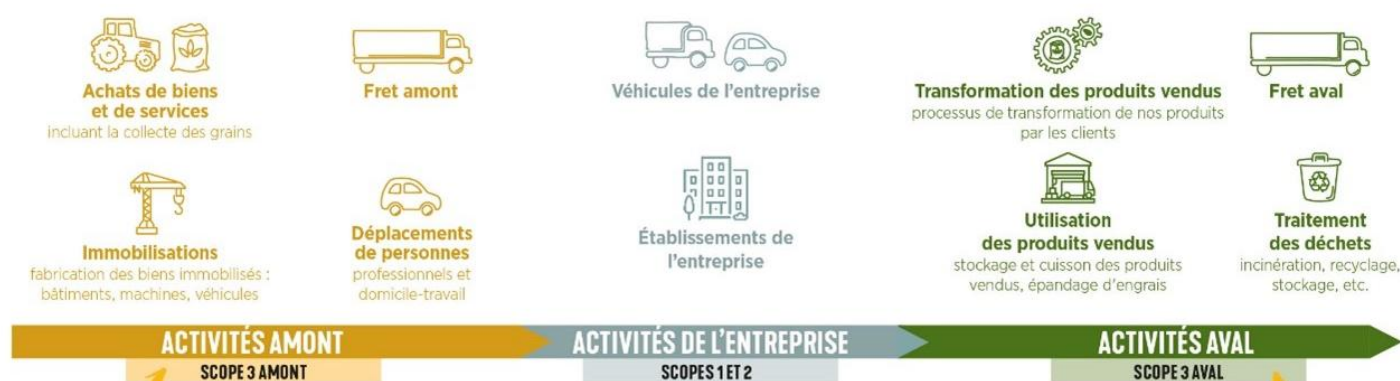 Achats de biens
et de services
incluant la collecte des grains
Fret amont
Immobilisations
fabrication des biens immobilisés :
bâtiments, machines, véhicules
Déplacements
de personnes
professionnels et
domicile-travail
Véhicules de l'entreprise
Établissements de
l'entreprise
Transformation des produits vendus
processus de transformation de nos produits
par les clients
Fret aval
Utilisation
des produits vendus
stockage et cuisson des produits
vendus, épandage d'engrais
Traitement
des déchets
incinération, recyclage,
stockage, etc.
ACTIVITÉS AMONT
ACTIVITÉS DE L'ENTREPRISE
ACTIVITÉS AVAL
SCOPE 3 AMONT
SCOPES 1 ET 2
SCOPE 3 AVAL